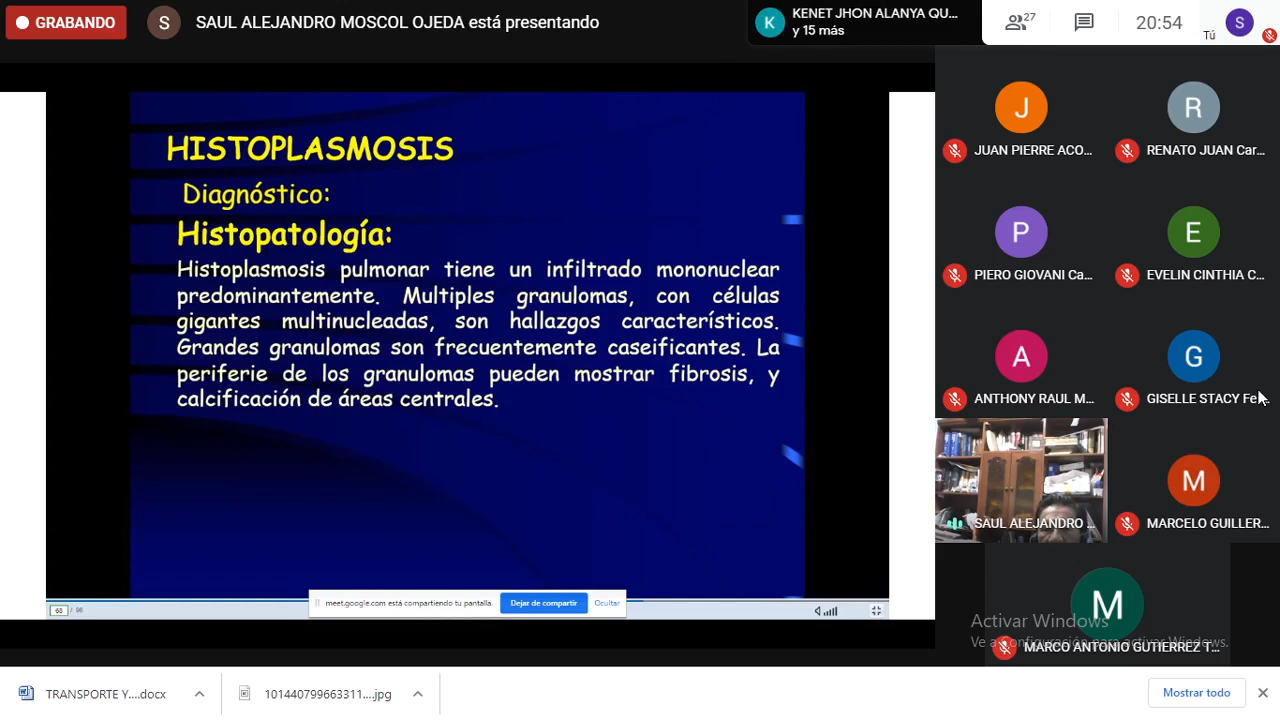 GRABANDO
S
SAUL ALEJANDRO MOSCOL OJEDA está presentando
K
KENET JHON ALANYA QU...
y 15 más
27
20:54
Tú
S
HISTOPLASMOSIS
Diagnóstico:
Histopatología:
Histoplasmosis pulmonar tiene un infiltrado mononuclear
predominantemente. Multiples granulomas, con células
gigantes multinucleadas, son hallazgos característicos.
Grandes granulomas son frecuentemente caseificantes. La
periferie de los granulomas pueden mostrar fibrosis, y
calcificación de áreas centrales.
J
JUAN PIERRE ACO...
R
RENATO JUAN Car...
P
PIERO GIOVANI Ca...
E
EVELIN CINTHIA C...
A
ANTHONY RAUL M...
G
GISELLE STACY Fe...
SAUL ALEJANDRO ...
M
MARCELO GUILLER...
M
MARCO ANTONIO GUTIERREZ T...
Activar Windows
Ve a configuración para activar Windows.
meet.google.com está compartiendo tu pantalla.
Dejar de compartir
Ocultar
68 / 98
TRANSPORTE Y....docx
101440799663311....jpg
Mostrar todo